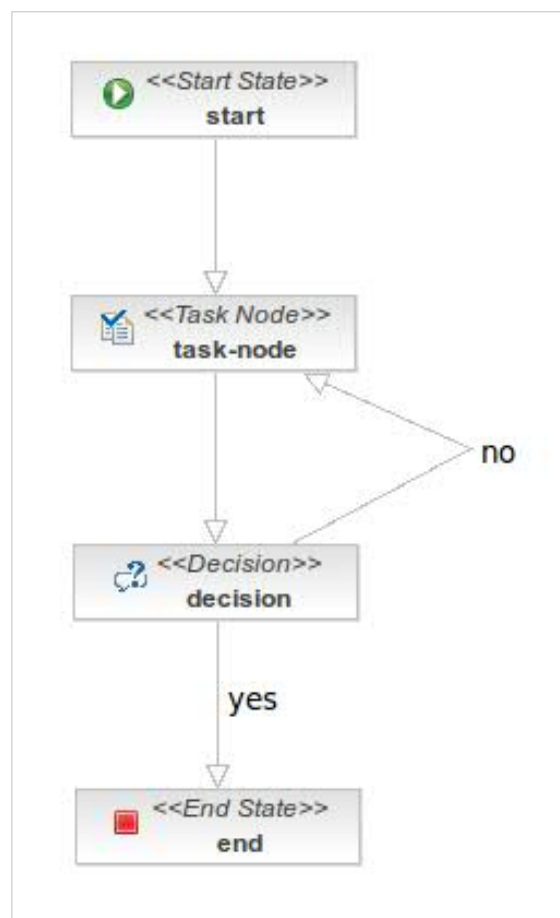 <<Start State>>
start
<<Task Node>>
task-node
no
<<Decision>>
decision
yes
<<End State>>
end